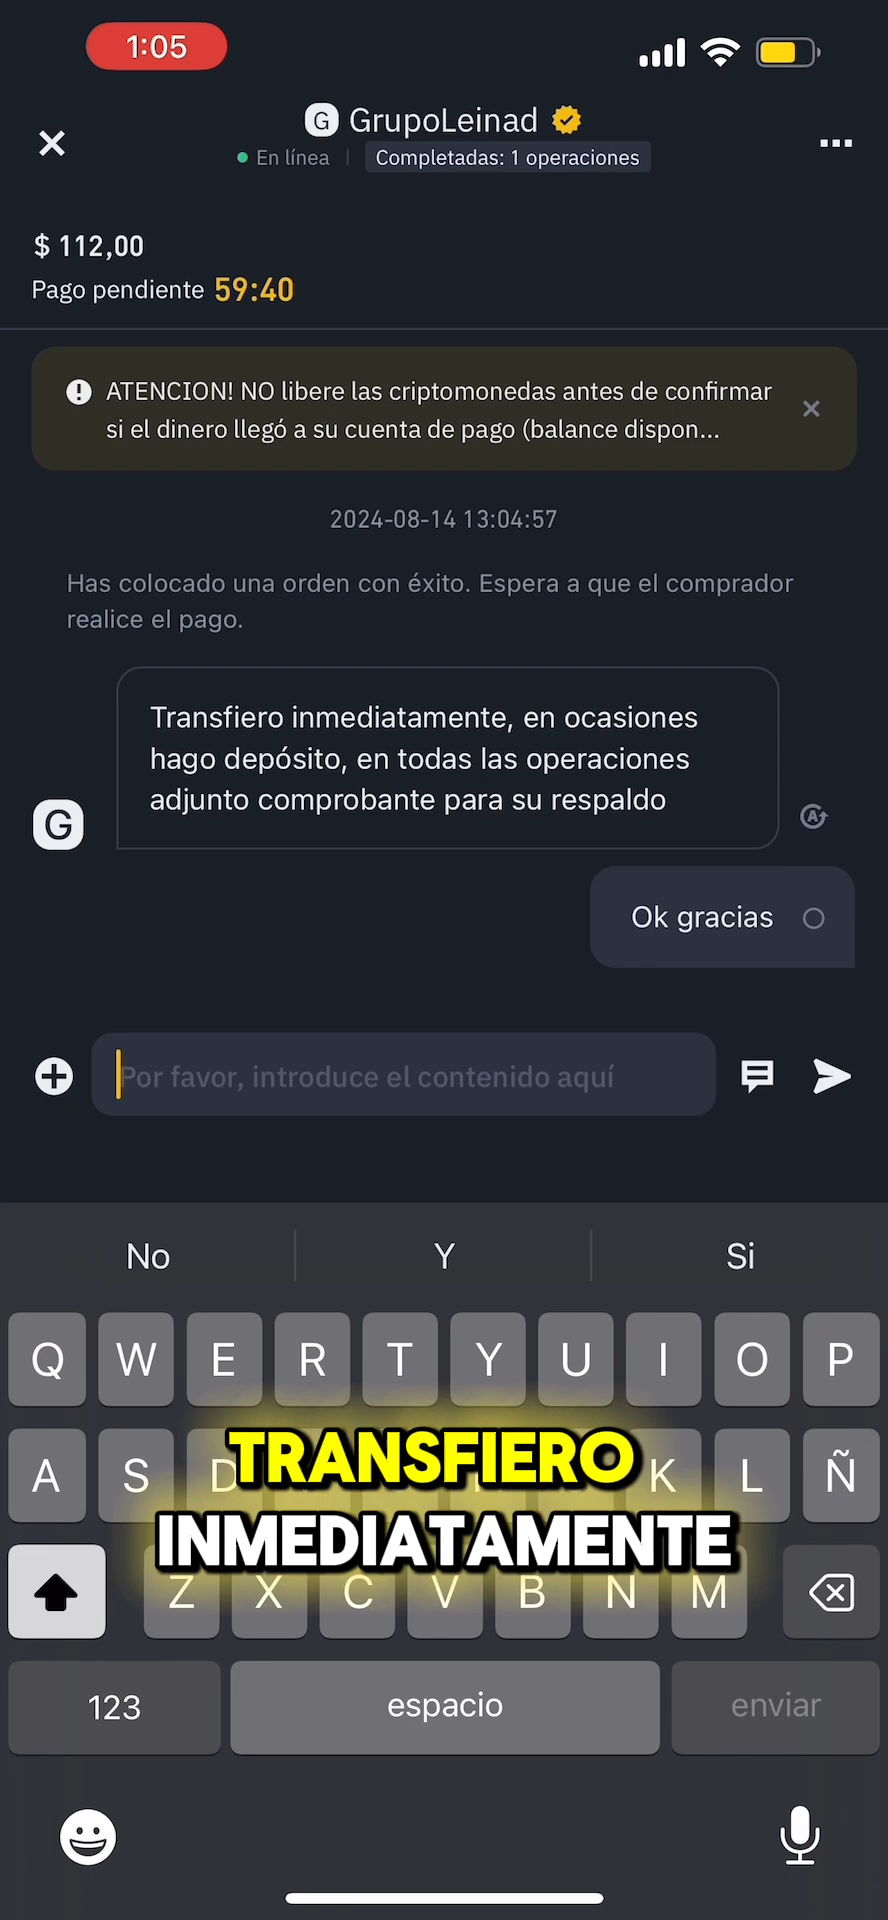 1:05
G GrupoLeinad
En línea | Completadas: 1 operaciones
$ 112,00
Pago pendiente 59:40
ATENCION! NO libere las criptomonedas antes de confirmar
si el dinero llegó a su cuenta de pago (balance dispon...
2024-08-14 13:04:57
Has colocado una orden con éxito. Espera a que el comprador
realice el pago.
Transfiero inmediatamente, en ocasiones
hago depósito, en todas las operaciones
adjunto comprobante para su respaldo
G
Ok gracias
Por favor, introduce el contenido aquí
No Y Si
Q W E R T Y U I O P
A S D K L Ñ
TRANSFIERO
INMEDIATAMENTE
Z X C V B N M
123 espacio enviar